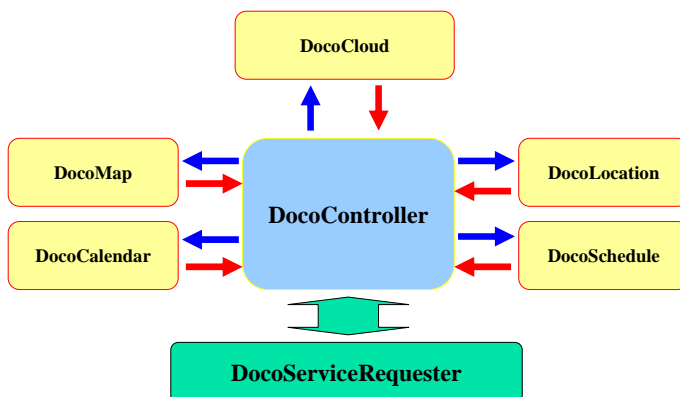 DocoCloud
DocoMap
DocoLocation
DocoController
DocoCalendar
DocoSchedule
DocoServiceRequester